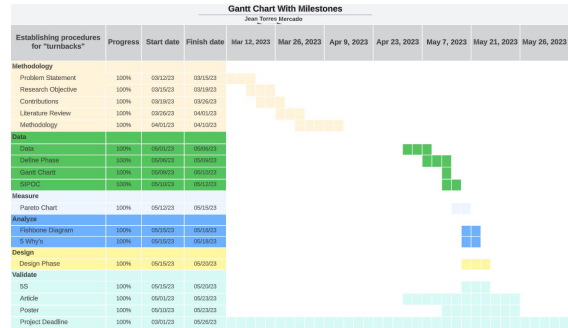 Gantt Chart With Milestones
Jean Torres Mercado
Establishing procedures for "turnbacks" Progress Start date Finish date Mar 12, 2023 Mar 26, 2023 Apr 9, 2023 Apr 23, 2023 May 7, 2023 May 21, 2023 May 26, 2023
Methodology
Problem Statement 100% 03/12/23 03/15/23
Research Objective 100% 03/15/23 03/19/23
Contributions 100% 03/19/23 03/26/23
Literature Review 100% 03/26/23 04/01/23
Methodology 100% 04/01/23 04/10/23
Data
Data 100% 05/01/23 05/06/23
Define Phase 100% 05/06/23 05/09/23
Gantt Chartt 100% 05/08/23 05/10/23
SIPOC 100% 05/10/23 05/12/23
Measure
Pareto Chart 100% 05/12/23 05/15/23
Analyze
Fishbone Diagram 100% 05/15/23 05/18/23
5 Why's 100% 05/15/23 05/19/23
Design
Design Phase 100% 05/15/23 05/20/23
Validate
5S 100% 05/15/23 05/20/23
Article 100% 05/01/23 05/23/23
Poster 100% 05/10/23 05/23/23
Project Deadline 100% 03/01/23 05/26/23